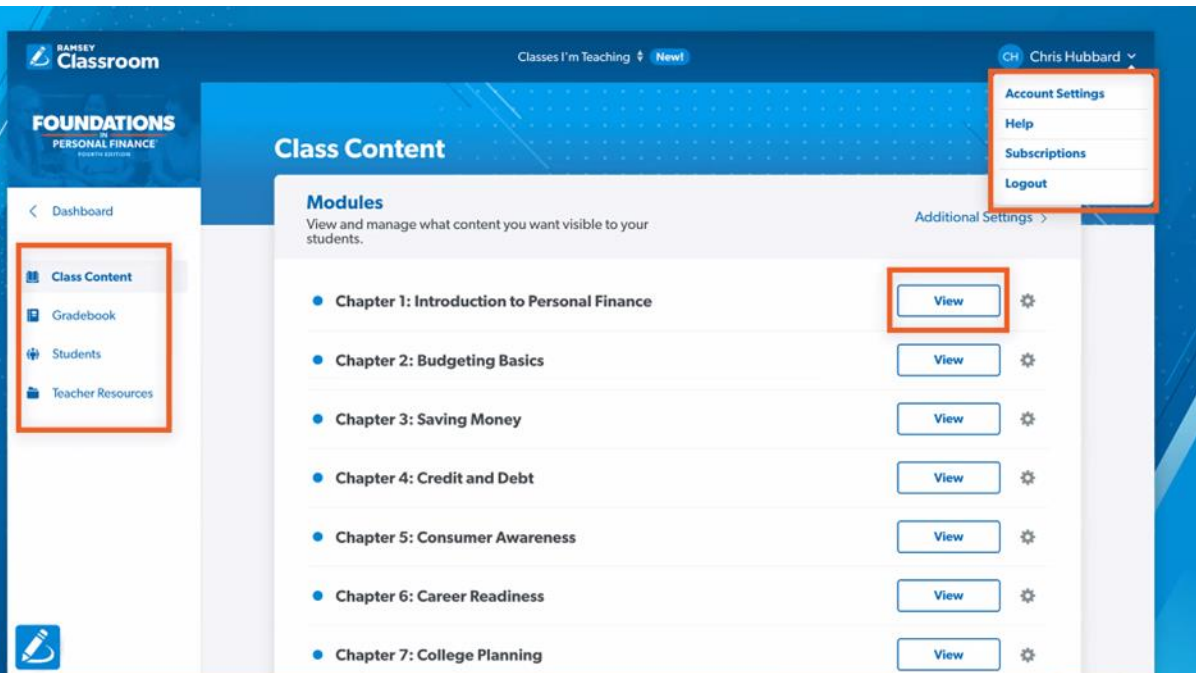 RAMSEY
Classroom
Classes I'm Teaching
New!
CH
Chris Hubbard
Account Settings
Help
Subscriptions
Logout
FOUNDATIONS
IN
PERSONAL FINANCE
FOURTH EDITION
Dashboard
Class Content
Gradebook
Students
Teacher Resources
Class Content
Modules
View and manage what content you want visible to your
students.
Additional Settings
Chapter 1: Introduction to Personal Finance View
Chapter 2: Budgeting Basics View
Chapter 3: Saving Money View
Chapter 4: Credit and Debt View
Chapter 5: Consumer Awareness View
Chapter 6: Career Readiness View
Chapter 7: College Planning View